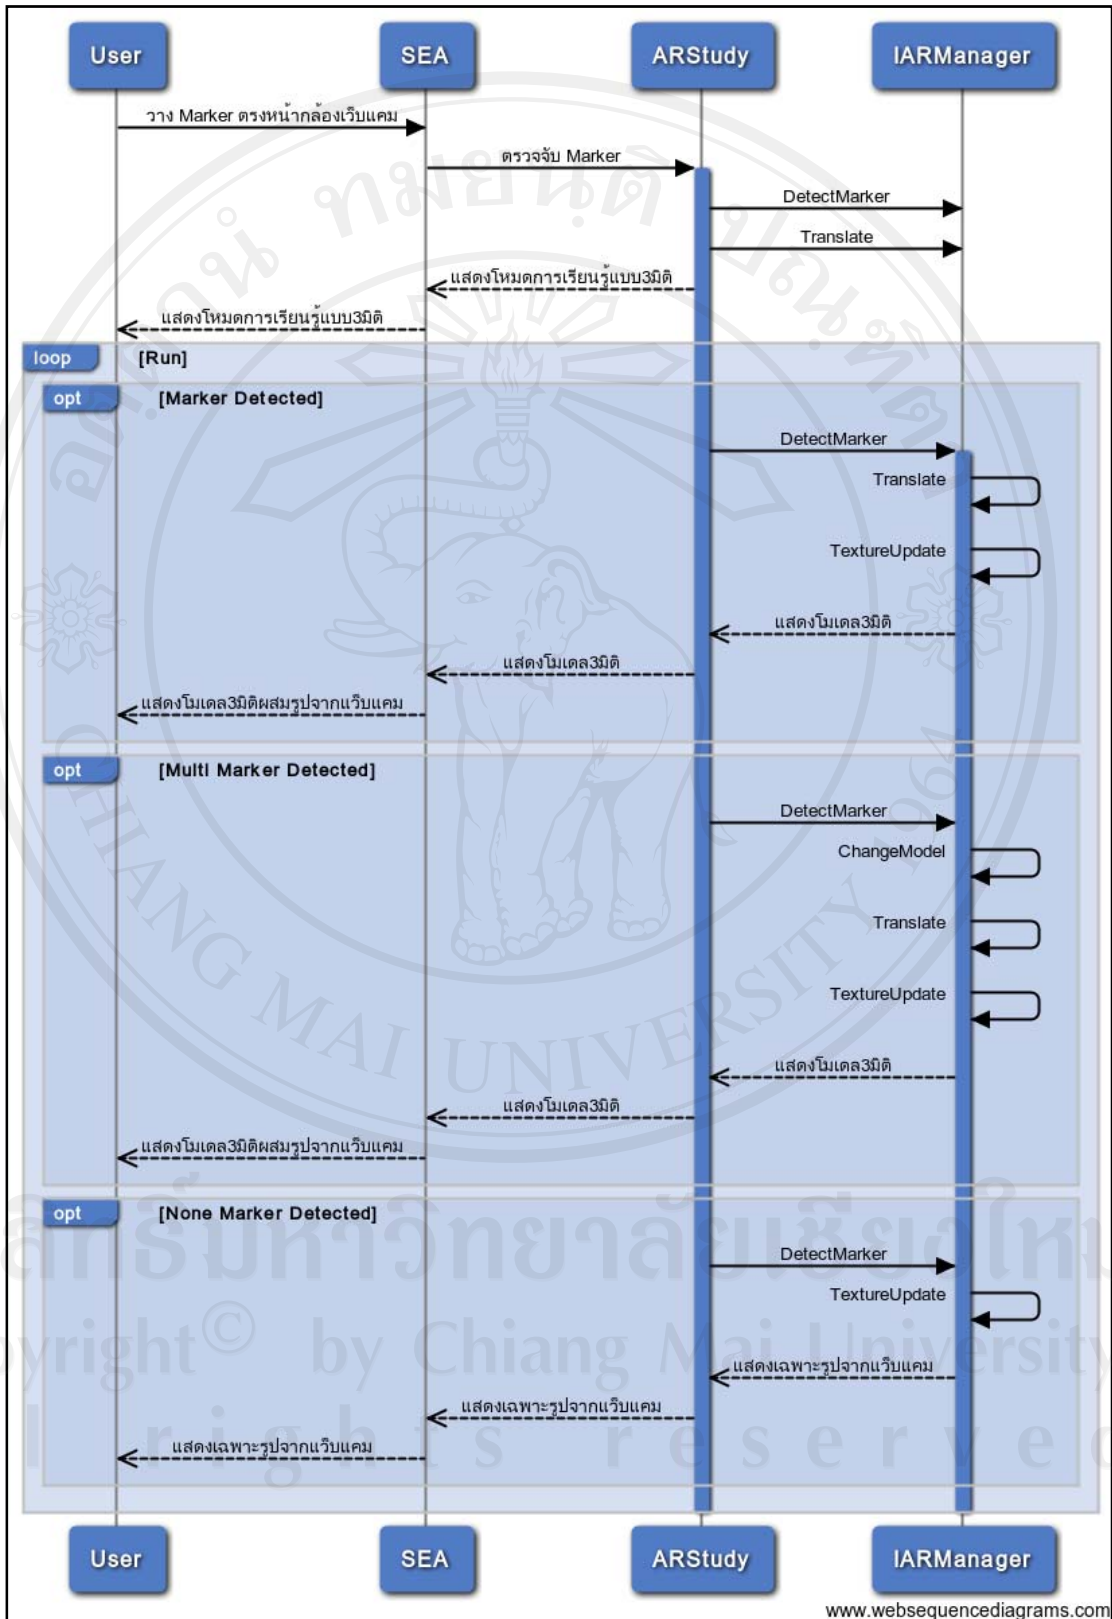 User SEA ARStudy IARManager
วาง Marker ตรงหน้ากล้องเว็บแคม
ตรวจจับ Marker
DetectMarker
Translate
แสดงโหมดการเรียนรู้แบบ3มิติ
แสดงโหมดการเรียนรู้แบบ3มิติ
loop [Run]
opt [Marker Detected]
DetectMarker
Translate
TextureUpdate
แสดงโมเดล3มิติ
แสดงโมเดล3มิติ
แสดงโมเดล3มิติผสมรูปจากแว็บแคม
opt [Multi Marker Detected]
DetectMarker
ChangeModel
Translate
TextureUpdate
แสดงโมเดล3มิติ
แสดงโมเดล3มิติ
แสดงโมเดล3มิติผสมรูปจากแว็บแคม
opt [None Marker Detected]
DetectMarker
TextureUpdate
แสดงเฉพาะรูปจากแว็บแคม
แสดงเฉพาะรูปจากแว็บแคม
แสดงเฉพาะรูปจากแว็บแคม
User SEA ARStudy IARManager
www.websequencediagrams.com
CHIANG MAI UNIVERSITY 1964
by Chiang Mai University
rights reserved